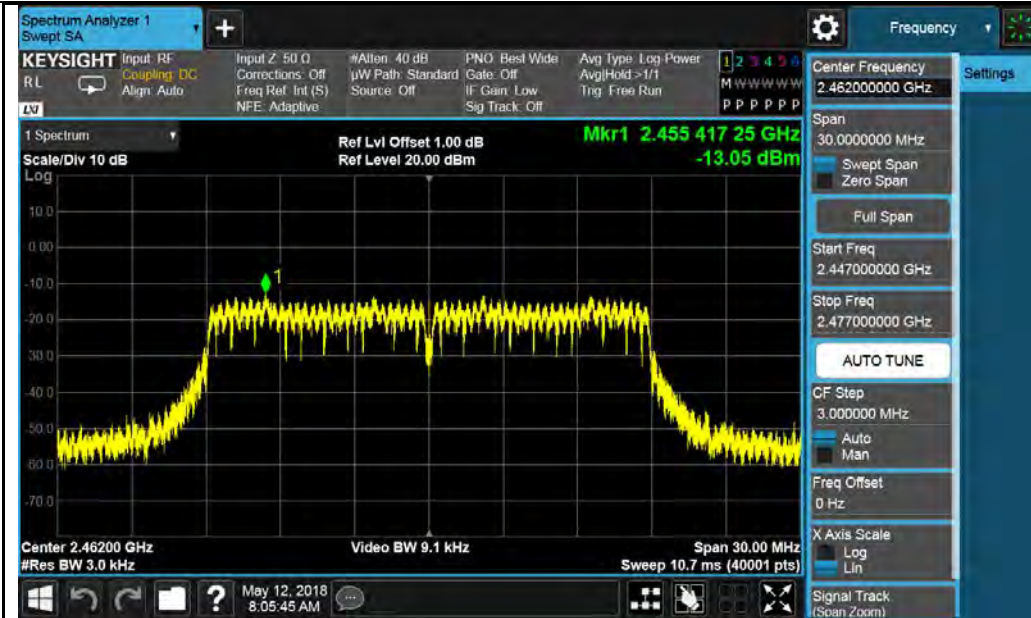 Spectrum Analyzer 1
Swept SA
+
Frequency
KEYSIGHT
RL
LXI
Input: RF
Coupling: DC
Align: Auto
Input Z: 50 Ω
Corrections: Off
Freq Ref: Int (S)
NFE: Adaptive
#Atten: 40 dB
µW Path: Standard
Source: Off
PNO: Best Wide
Gate: Off
IF Gain: Low
Sig Track: Off
Avg Type: Log-Power
Avg|Hold:>1/1
Trig: Free Run
1 2 3 4 5 6
M W W W W W
P P P P P P
1 Spectrum
Scale/Div 10 dB
Log
Ref Lvl Offset 1.00 dB
Ref Level 20.00 dBm
Mkr1 2.455 417 25 GHz
-13.05 dBm
10.0
0.00
-10.0
-20.0
-30.0
-40.0
-50.0
-60.0
-70.0
1
Center 2.46200 GHz
#Res BW 3.0 kHz
Video BW 9.1 kHz
Span 30.00 MHz
Sweep 10.7 ms (40001 pts)
?
May 12, 2018
8:05:45 AM
Center Frequency
2.462000000 GHz
Span
30.0000000 MHz
Swept Span
Zero Span
Full Span
Start Freq
2.447000000 GHz
Stop Freq
2.477000000 GHz
AUTO TUNE
CF Step
3.000000 MHz
Auto
Man
Freq Offset
0 Hz
X Axis Scale
Log
Lin
Signal Track
(Span Zoom)
Settings